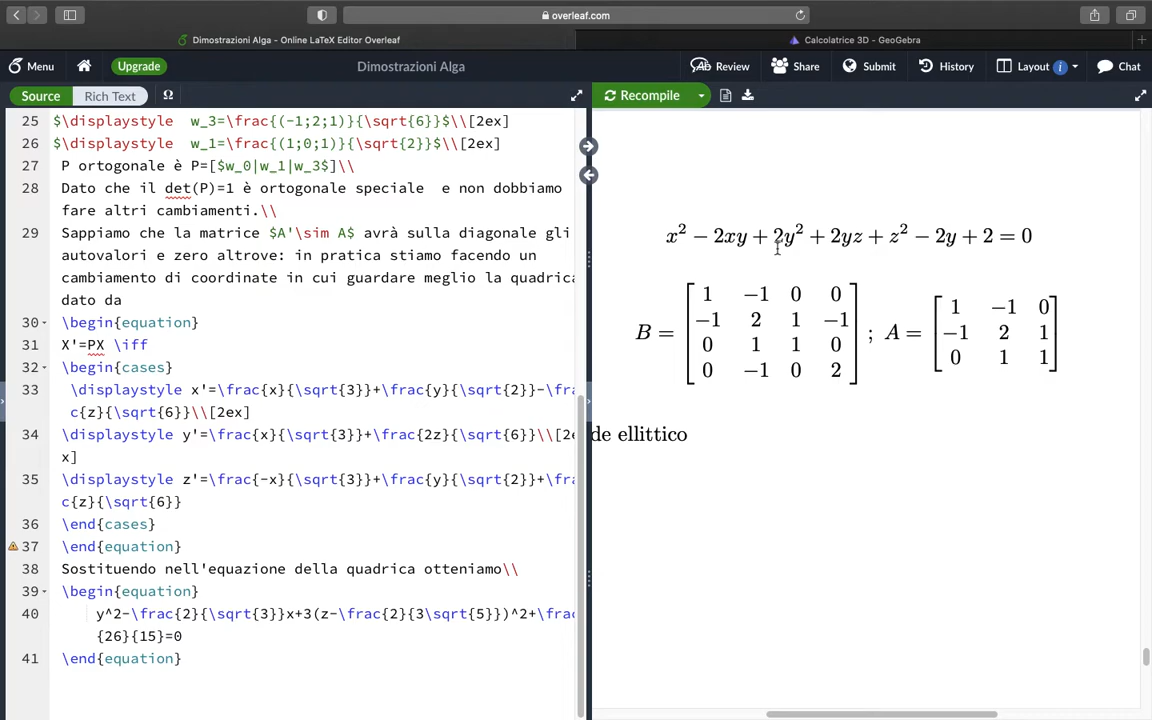 overleaf.com
Dimostrazioni Alga - Online LaTeX Editor Overleaf
Calcolatrice 3D - GeoGebra
Menu
Upgrade
Dimostrazioni Alga
Review
Share
Submit
History
Layout
Chat
Source
Rich Text
Ω
Recompile
25 $\displaystyle  w_3=\frac{(-1;2;1)}{\sqrt{6}}$\\[2ex]
26 $\displaystyle  w_1=\frac{(1;0;1)}{\sqrt{2}}$\\[2ex]
27 P ortogonale è P=[$w_0|w_1|w_3$]\\
28 Dato che il det(P)=1 è ortogonale speciale  e non dobbiamo
fare altri cambiamenti.\\
29 Sappiamo che la matrice $A'\sim A$ avrà sulla diagonale gli
autovalori e zero altrove: in pratica stiamo facendo un
cambiamento di coordinate in cui guardare meglio la quadrica
dato da
30 \begin{equation}
31 X'=PX \iff
32 \begin{cases}
33 \displaystyle x'=\frac{x}{\sqrt{3}}+\frac{y}{\sqrt{2}}-\fra
c{z}{\sqrt{6}}\\[2ex]
34 \displaystyle y'=\frac{x}{\sqrt{3}}+\frac{2z}{\sqrt{6}}\\[2e
x]
35 \displaystyle z'=\frac{-x}{\sqrt{3}}+\frac{y}{\sqrt{2}}+\fra
c{z}{\sqrt{6}}
36 \end{cases}
37 \end{equation}
38 Sostituendo nell'equazione della quadrica otteniamo\\
39 \begin{equation}
40 y^2-\frac{2}{\sqrt{3}}x+3(z-\frac{2}{3\sqrt{5}})^2+\frac
{26}{15}=0
41 \end{equation}
x² − 2xy + 2y² + 2yz + z² − 2y + 2 = 0
B = [1 −1 0 0
−1 2 1 −1
0 1 1 0
0 −1 0 2] ; A = [1 −1 0
−1 2 1
0 1 1]
de ellittico